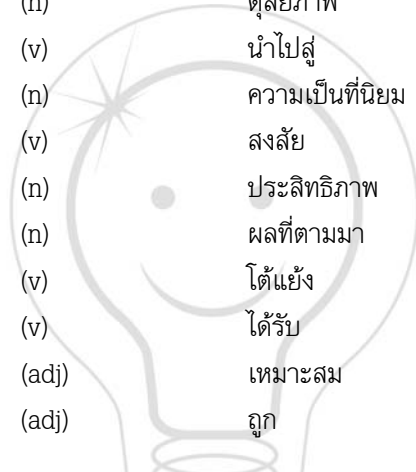 (n) ดุลยภาพ
(v) นำไปสู่
(n) ความเป็นที่นิยม
(v) สงสัย
(n) ประสิทธิภาพ
(n) ผลที่ตามมา
(v) โต้แย้ง
(v) ได้รับ
(adj) เหมาะสม
(adj) ถูก